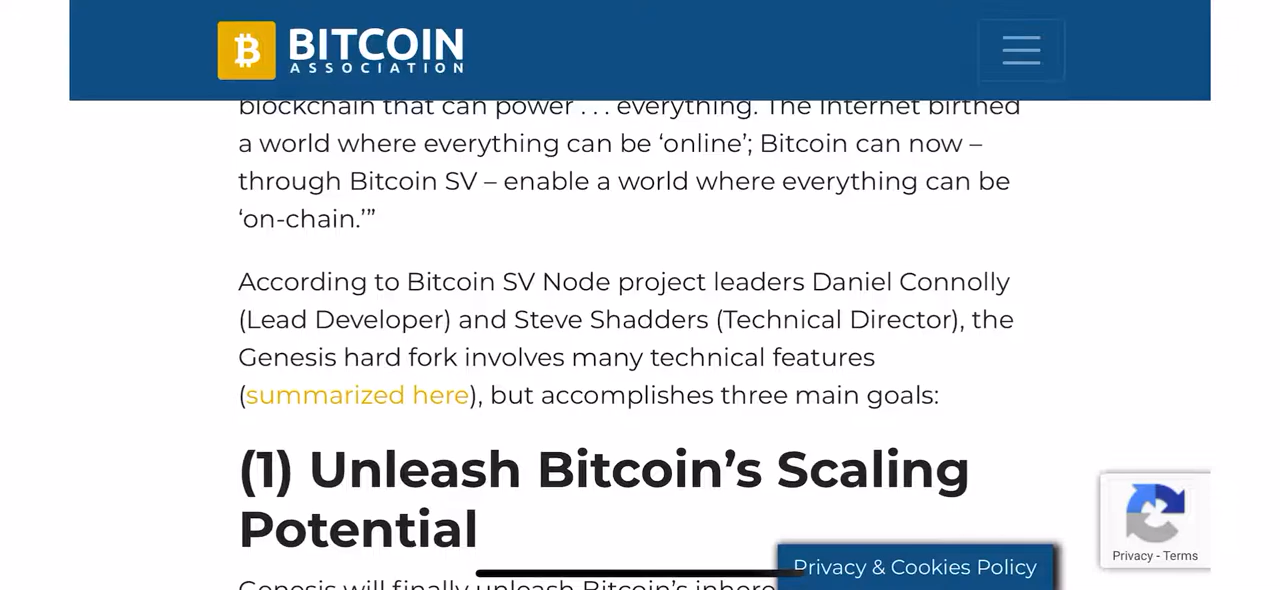 BITCOIN
ASSOCIATION
blockchain that can power . . . everything. The Internet birthed
a world where everything can be ‘online’; Bitcoin can now –
through Bitcoin SV – enable a world where everything can be
‘on-chain.’”
According to Bitcoin SV Node project leaders Daniel Connolly
(Lead Developer) and Steve Shadders (Technical Director), the
Genesis hard fork involves many technical features
(summarized here), but accomplishes three main goals:
(1) Unleash Bitcoin’s Scaling
Potential
Genesis will finally unleash Bitcoin’s inhere
Privacy & Cookies Policy
Privacy - Terms